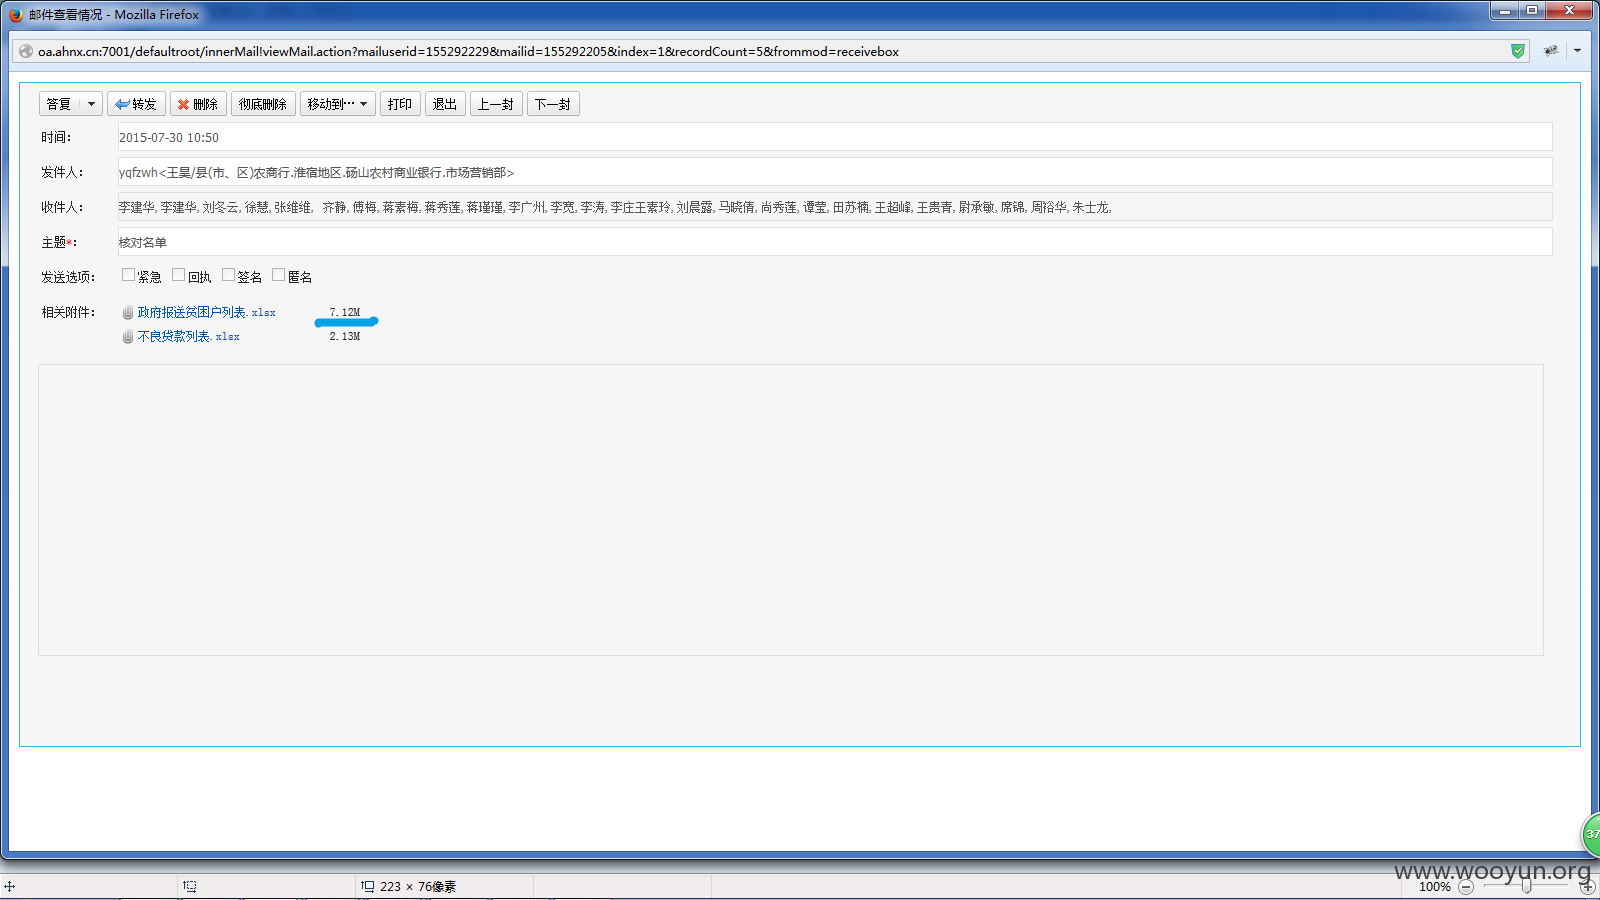 邮件查看情况 - Mozilla Firefox
oa.ahnx.cn:7001/defaultroot/innerMail!viewMail.action?mailuserid=155292229&mailid=155292205&index=1&recordCount=5&frommod=receivebox
答复 转发 删除 彻底删除 移动到··· 打印 退出 上一封 下一封
时间： 2015-07-30 10:50
发件人： yqfzwh<王昊/县(市、区)农商行.淮宿地区.砀山农村商业银行.市场营销部>
收件人： 李建华, 李建华, 刘冬云, 徐慧, 张维维, 齐静, 傅梅, 蒋素梅, 蒋秀莲, 蒋瑾瑾, 李广州, 李宽, 李涛, 李庄王素玲, 刘晨露, 马晓倩, 尚秀莲, 谭莹, 田苏楠, 王超峰, 王贵青, 尉承敏, 席锦, 周裕华, 朱士龙,
主题*： 核对名单
发送选项： 紧急 回执 签名 匿名
相关附件： 政府报送贫困户列表.xlsx 7.12M
不良贷款列表.xlsx 2.13M
37
www.wooyun.org
223 × 76像素 100%